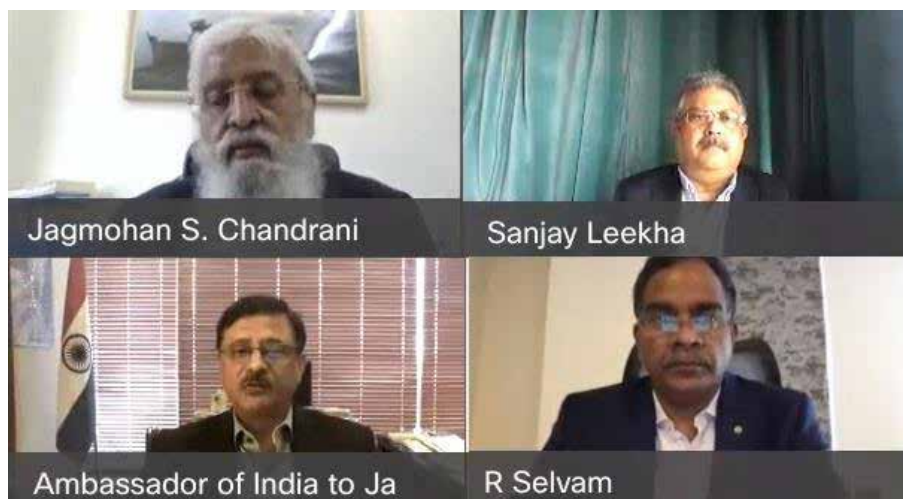 Jagmohan S. Chandrani
Sanjay Leekha
Ambassador of India to Ja
R Selvam